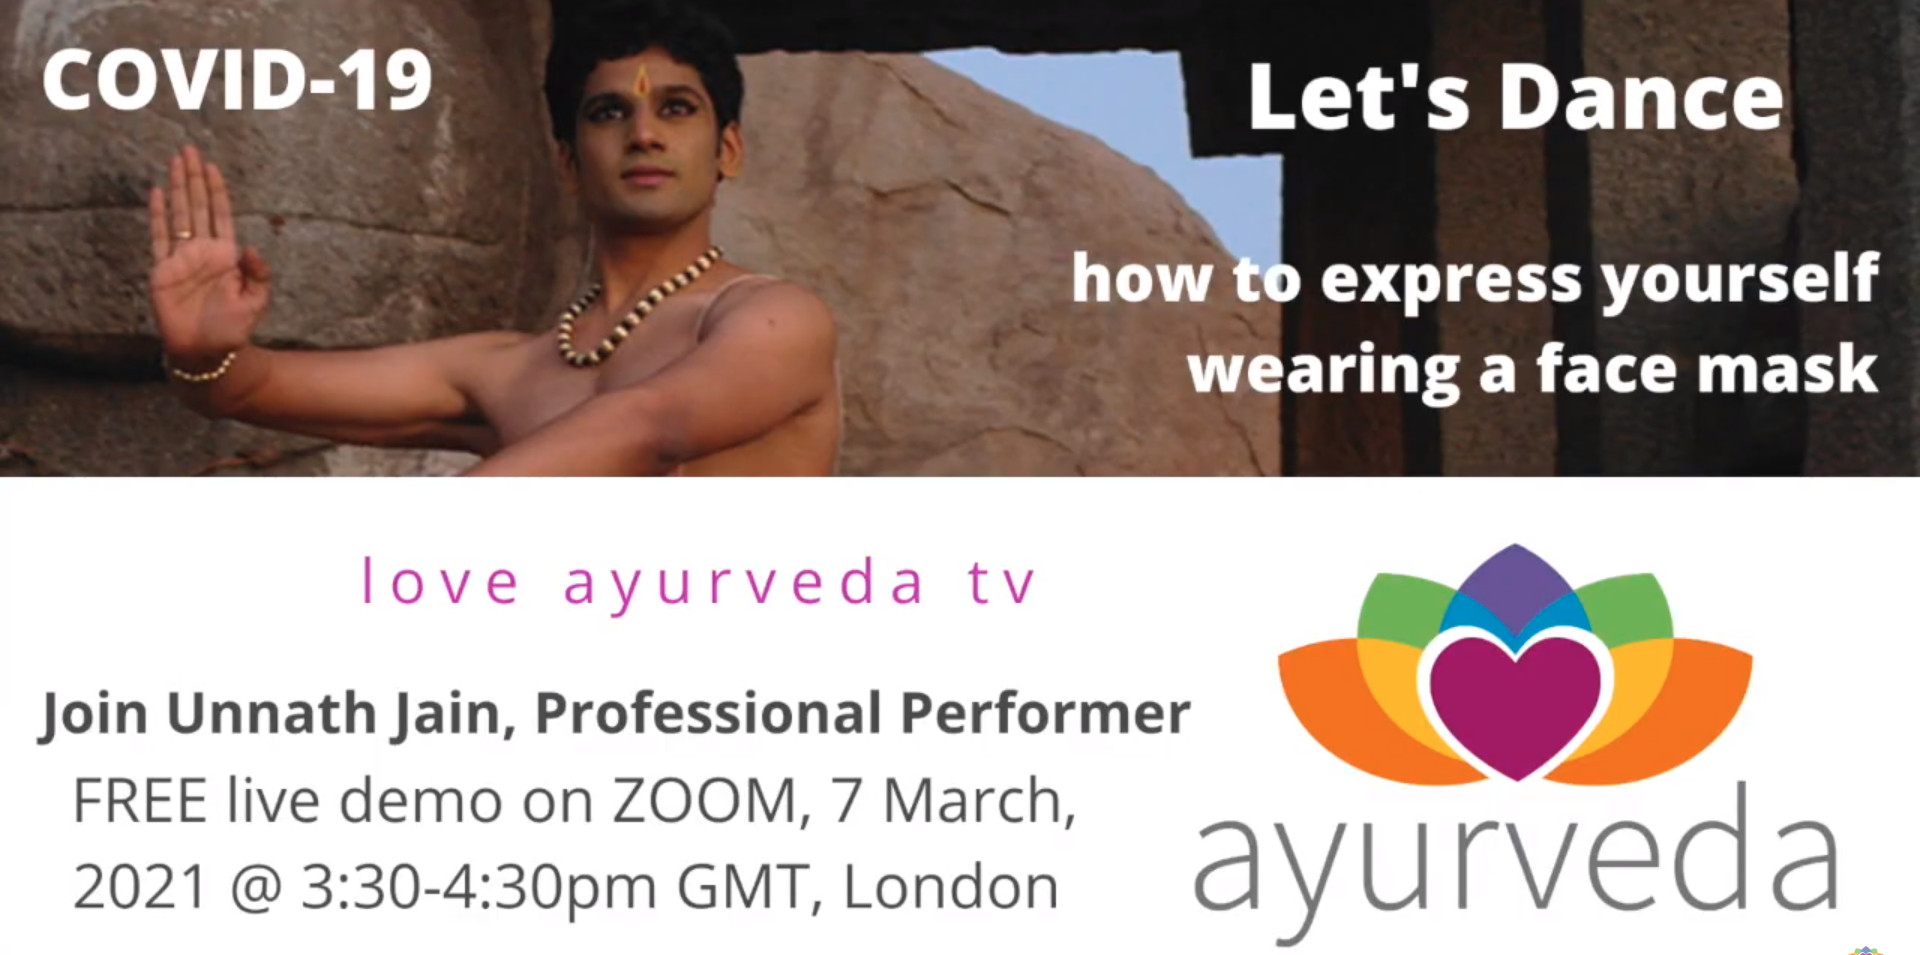 COVID-19
Let's Dance
how to express yourself
wearing a face mask
love ayurveda tv
Join Unnath Jain, Professional Performer
FREE live demo on ZOOM, 7 March,
2021 @ 3:30-4:30pm GMT, London
ayurveda